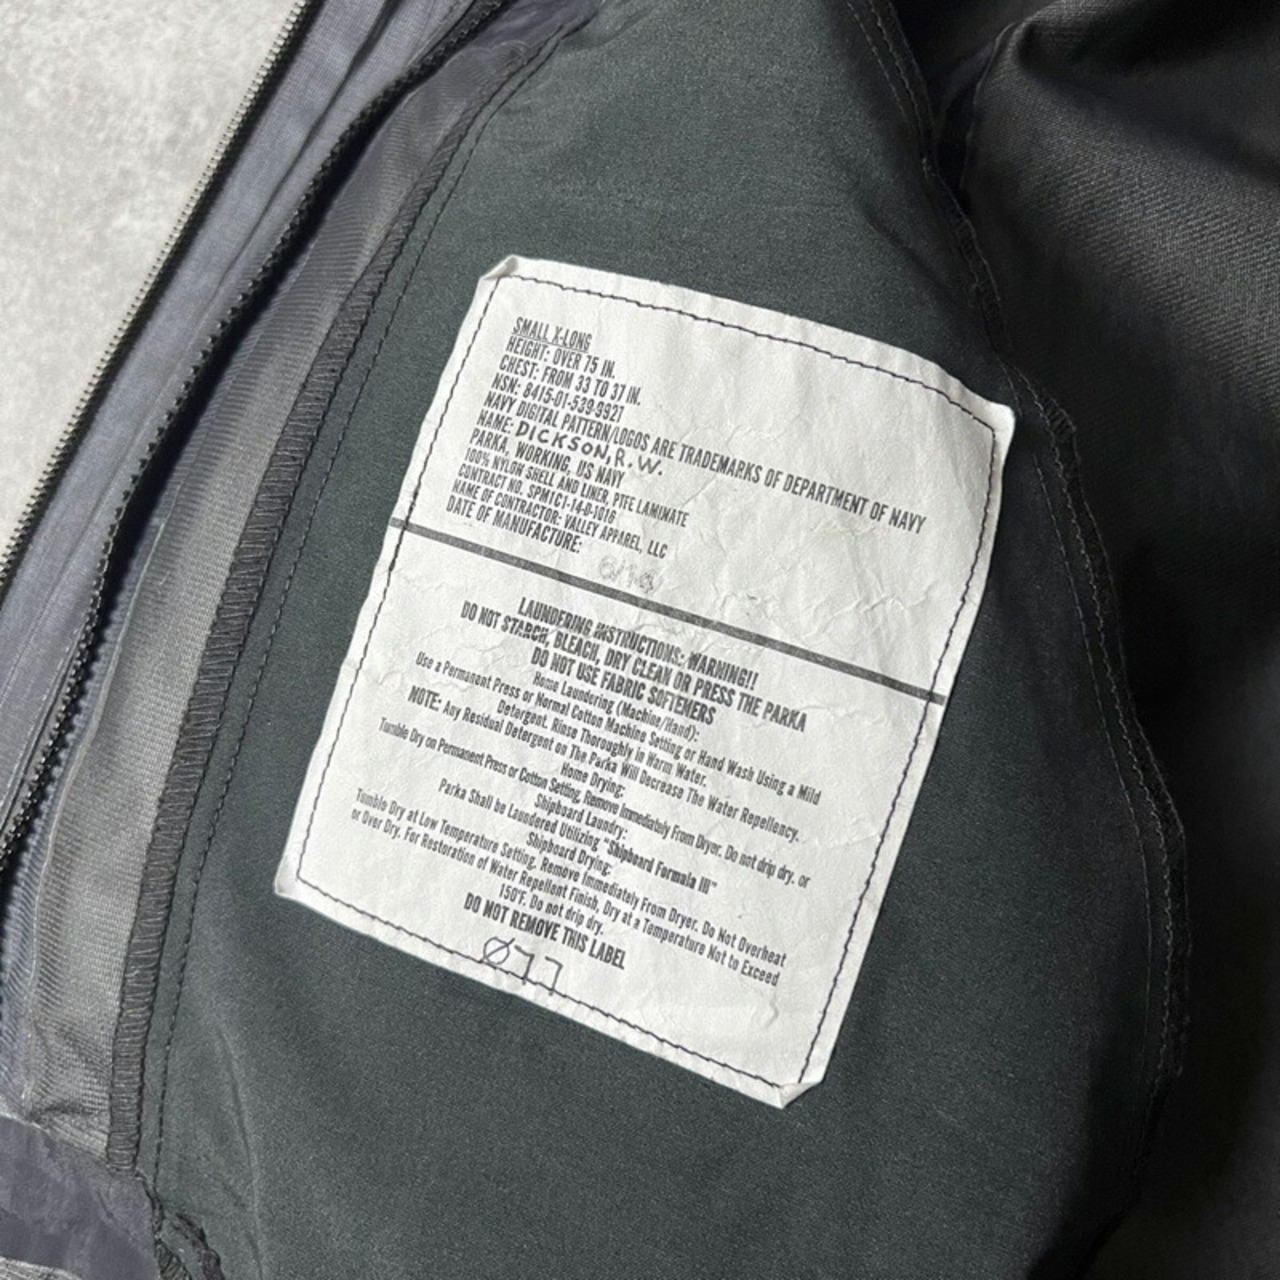 SMALL X-LONG
HEIGHT: OVER 75 IN.
CHEST: FROM 33 TO 37 IN.
NSN: 8415-01-539-9927
NAVY DIGITAL PATTERN/LOGOS ARE TRADEMARKS OF DEPARTMENT OF NAVY
NAME: DICKSON, R.W.
PARKA, WORKING, US NAVY
100% NYLON SHELL AND LINER, PTFE LAMINATE
CONTRACT NO. SPM1C1-14-D-1016
NAME OF CONTRACTOR: VALLEY APPAREL, LLC
DATE OF MANUFACTURE:
LAUNDERING INSTRUCTIONS: WARNING!!
DO NOT STARCH, BLEACH, DRY CLEAN OR PRESS THE PARKA
DO NOT USE FABRIC SOFTENERS
Home Laundering (Machine/Hand):
Use a Permanent Press or Normal Cotton Machine Setting or Hand Wash Using a Mild
Detergent. Rinse Thoroughly in Warm Water.
NOTE: Any Residual Detergent on The Parka Will Decrease The Water Repellency.
Home Drying:
Tumble Dry on Permanent Press or Cotton Setting, Remove Immediately From Dryer. Do not drip dry. or
Shipboard Laundry:
Parka Shall be Laundered Utilizing "Shipboard Formula III"
Shipboard Drying:
Tumble Dry at Low Temperature Setting. Remove Immediately From Dryer. Do Not Overheat
or Over Dry. For Restoration of Water Repellent Finish, Dry at a Temperature Not to Exceed
150°F. Do not drip dry.
DO NOT REMOVE THIS LABEL
Ø77